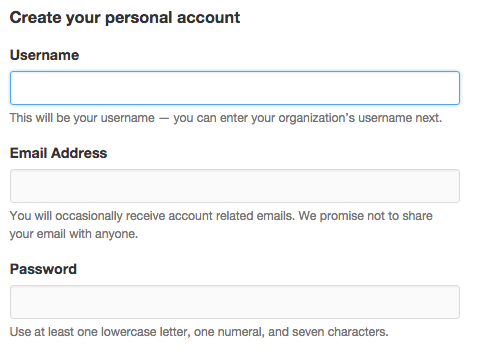 Create your personal account
Username
This will be your username — you can enter your organization's username next.
Email Address
You will occasionally receive account related emails. We promise not to share
your email with anyone.
Password
Use at least one lowercase letter, one numeral, and seven characters.